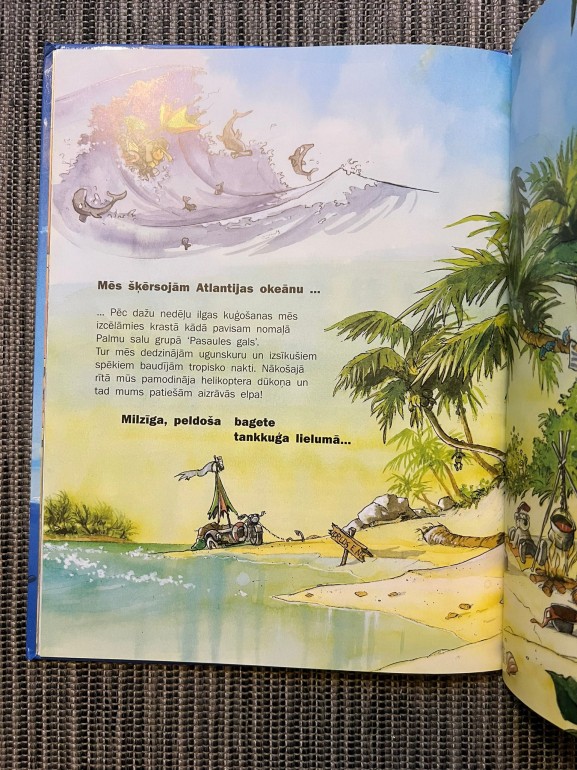 Mēs šķērsojām Atlantijas okeānu ...
... Pēc dažu nedēļu ilgas kuģošanas mēs
izcēlāmies krastā kādā pavisam nomaļā
Palmu salu grupā 'Pasaules gals'.
Tur mēs dedzinājām ugunskuru un izsīkušiem
spēkiem baudījām tropisko nakti. Nākošajā
rītā mūs pamodināja helikoptera dūkoņa un
tad mums patiešām aizrāvās elpa!
Milzīga, peldoša bagete
tankkuģa lielumā...